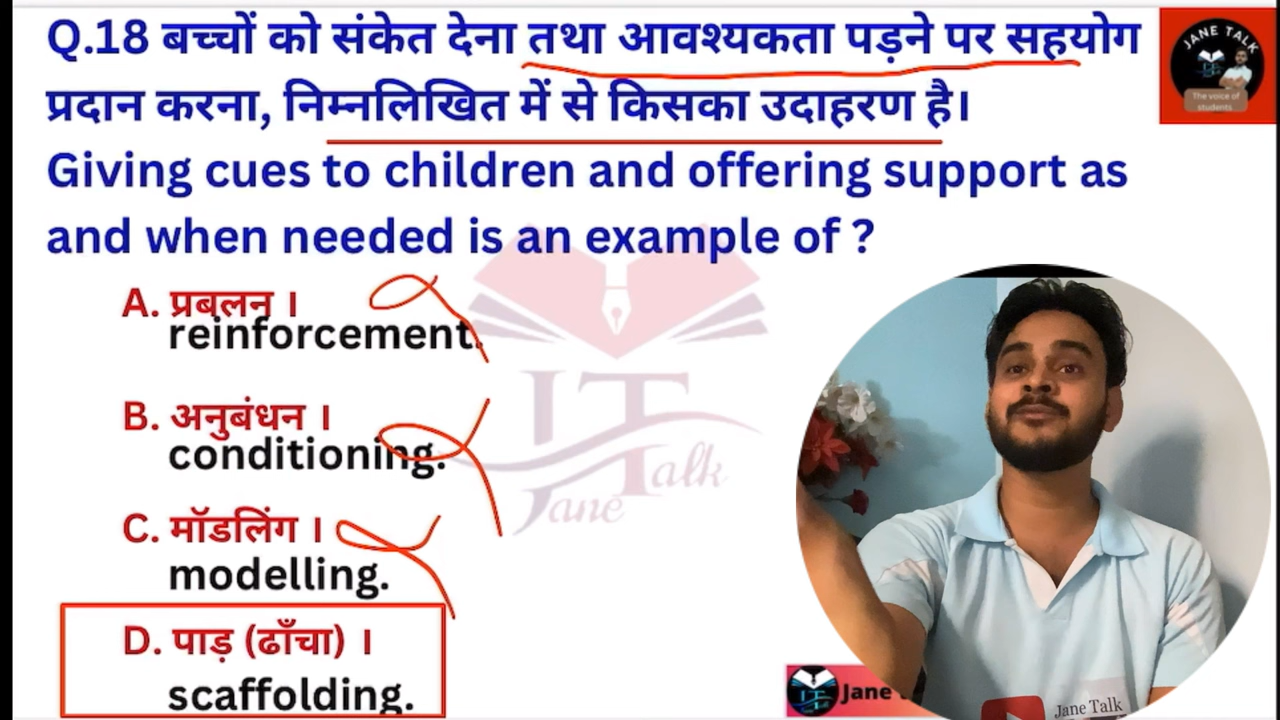 Q.18 बच्चों को संकेत देना तथा आवश्यकता पड़ने पर सहयोग
प्रदान करना, निम्नलिखित में से किसका उदाहरण है।
Giving cues to children and offering support as
and when needed is an example of ?
A. प्रबलन ।
reinforcement.
B. अनुबंधन ।
conditioning.
C. मॉडलिंग ।
modelling.
D. पाड़ (ढाँचा) ।
scaffolding.
JANE TALK
The voice of
students
JT
Jane Talk
Jane
Jane Talk